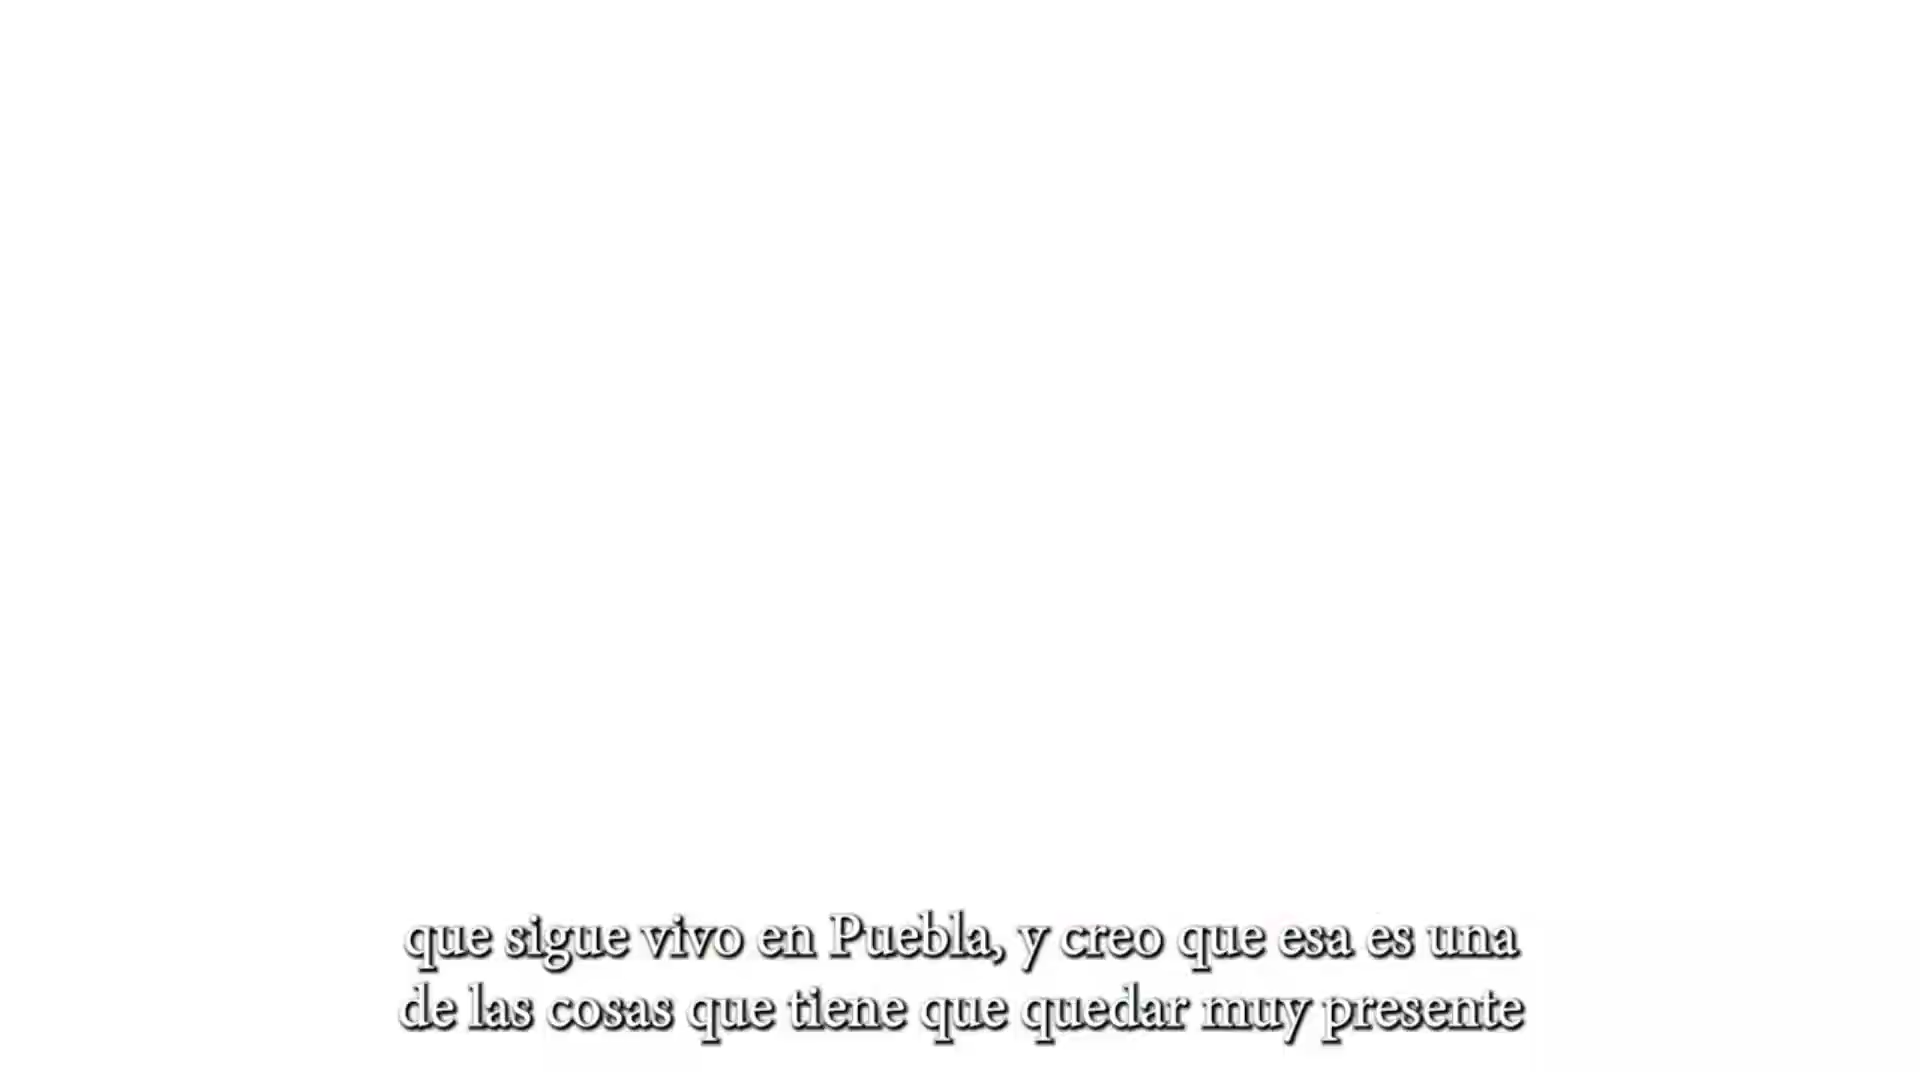 que sigue vivo en Puebla, y creo que esa es una
de las cosas que tiene que quedar muy presente